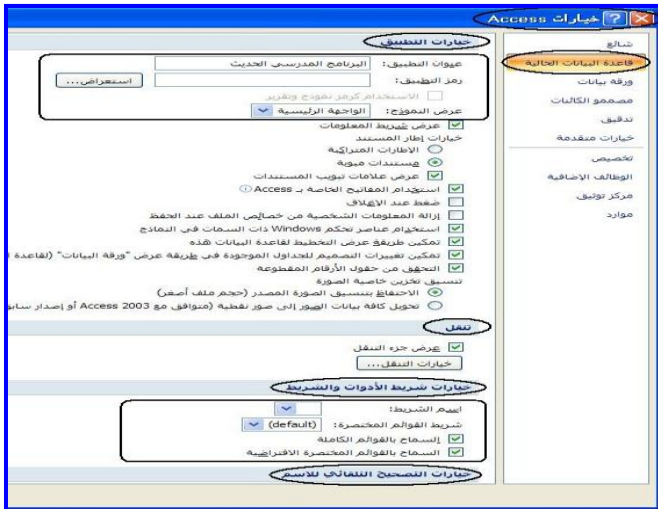 خيارات Access
شائع
قاعدة البيانات الحالية
ورقة بيانات
مصممو الكائنات
تدقيق
خيارات متقدمة
تخصيص
الوظائف الإضافية
مركز توثيق
موارد
خيارات التطبيق
عنوان التطبيق: البرنامج المدرسي الحديث
رمز التطبيق: استعراض...
الاستخدام كرمز نموذج وتقرير
عرض النموذج: الواجهة الرئيسية
عرض شريط المعلومات
خيارات إطار المستند
الإطارات المتراكبة
مستندات مبوبة
عرض علامات تبويب المستندات
استخدام المفاتيح الخاصة بـ Access
ضغط عند الإغلاق
إزالة المعلومات الشخصية من خصائص الملف عند الحفظ
استخدام عناصر تحكم Windows ذات السمات في النماذج
تمكين طريقة عرض التخطيط لقاعدة البيانات هذه
تمكين تغييرات التصميم للجداول الموجودة في طريقة عرض "ورقة البيانات" (لقاعدة ا
التحقق من حقول الأرقام المقطوعة
تنسيق تخزين خاصية الصورة
الاحتفاظ بتنسيق الصورة المصدر (حجم ملف أصغر)
تحويل كافة بيانات الصور إلى صور نقطية (متوافق مع Access 2003 أو إصدار سابق
تنقل
عرض جزء التنقل
خيارات التنقل...
خيارات شريط الأدوات والشريط
اسم الشريط:
شريط القوائم المختصرة: (default)
السماح بالقوائم الكاملة
السماح بالقوائم المختصرة الافتراضية
خيارات التصحيح التلقائي للاسم